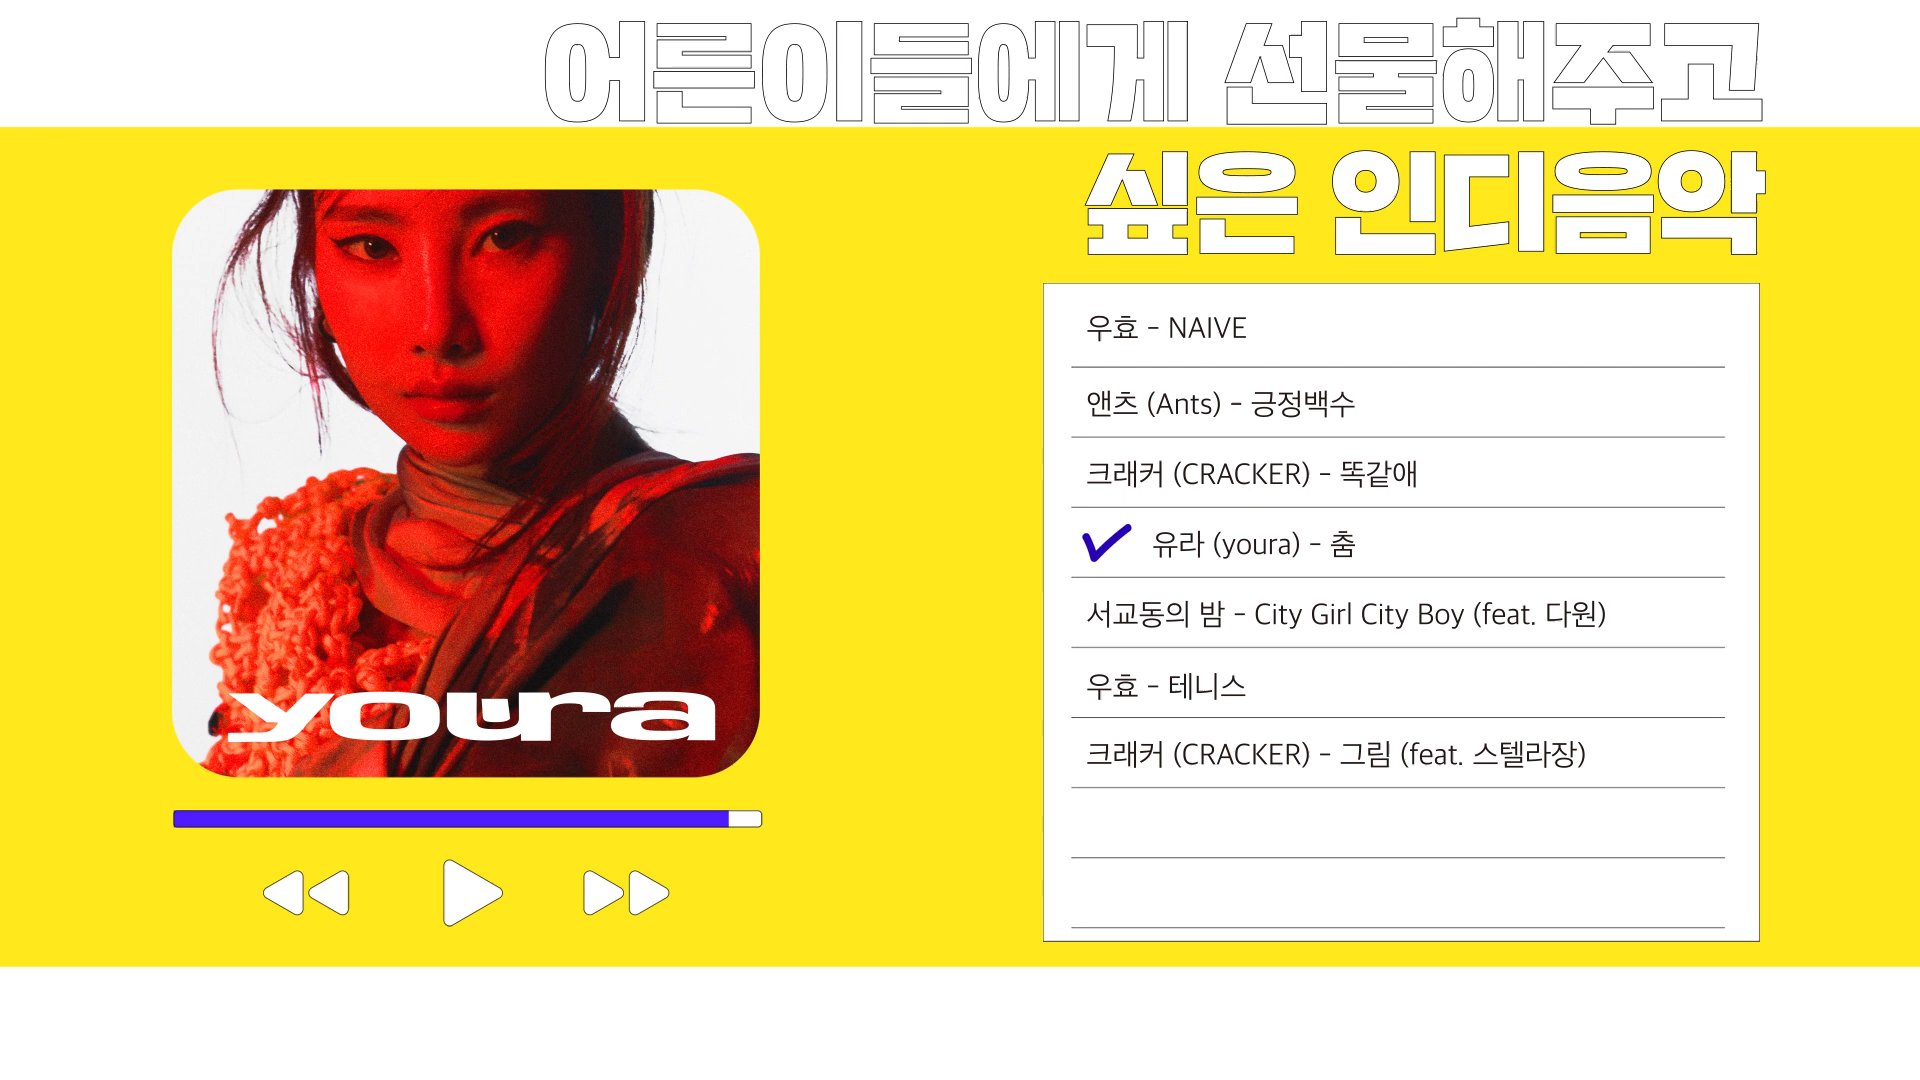 어른이들에게 선물해주고
싶은 인디음악
youra
우효 - NAIVE
앤츠 (Ants) - 긍정백수
크래커 (CRACKER) - 똑같애
유라 (youra) - 춤
서교동의 밤 - City Girl City Boy (feat. 다원)
우효 - 테니스
크래커 (CRACKER) - 그림 (feat. 스텔라장)